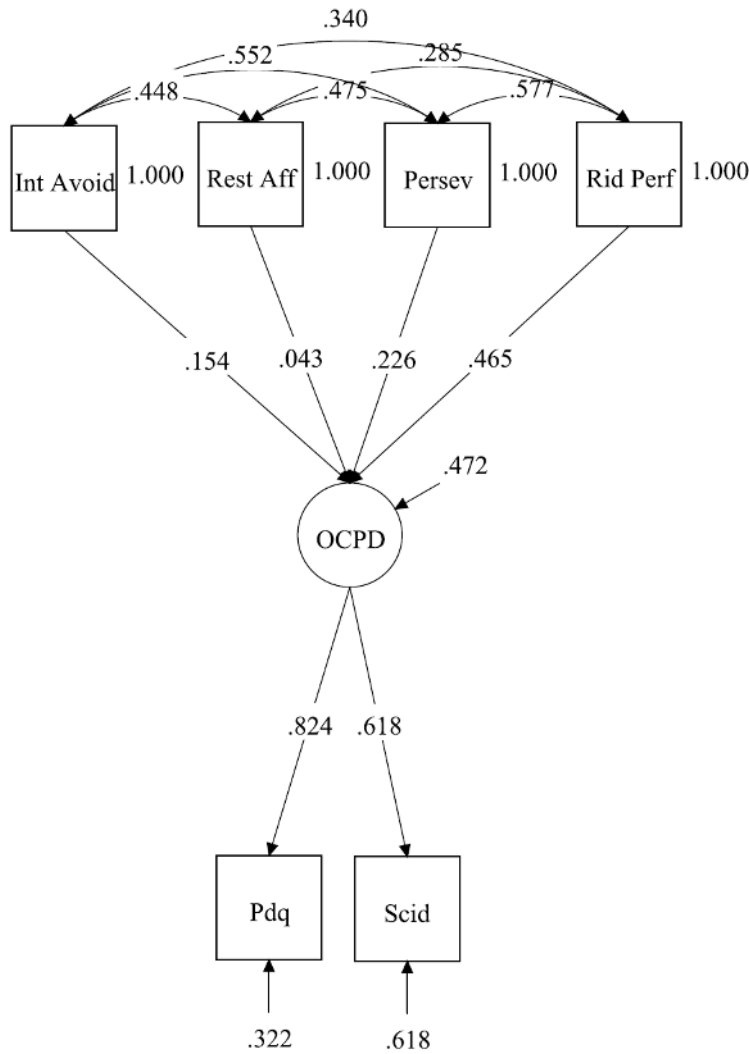 .340
.552 .285
.448 .475 .577
Int Avoid 1.000 Rest Aff 1.000 Persev 1.000 Rid Perf 1.000
.154 .043 .226 .465
.472
OCPD
.824 .618
Pdq Scid
.322 .618